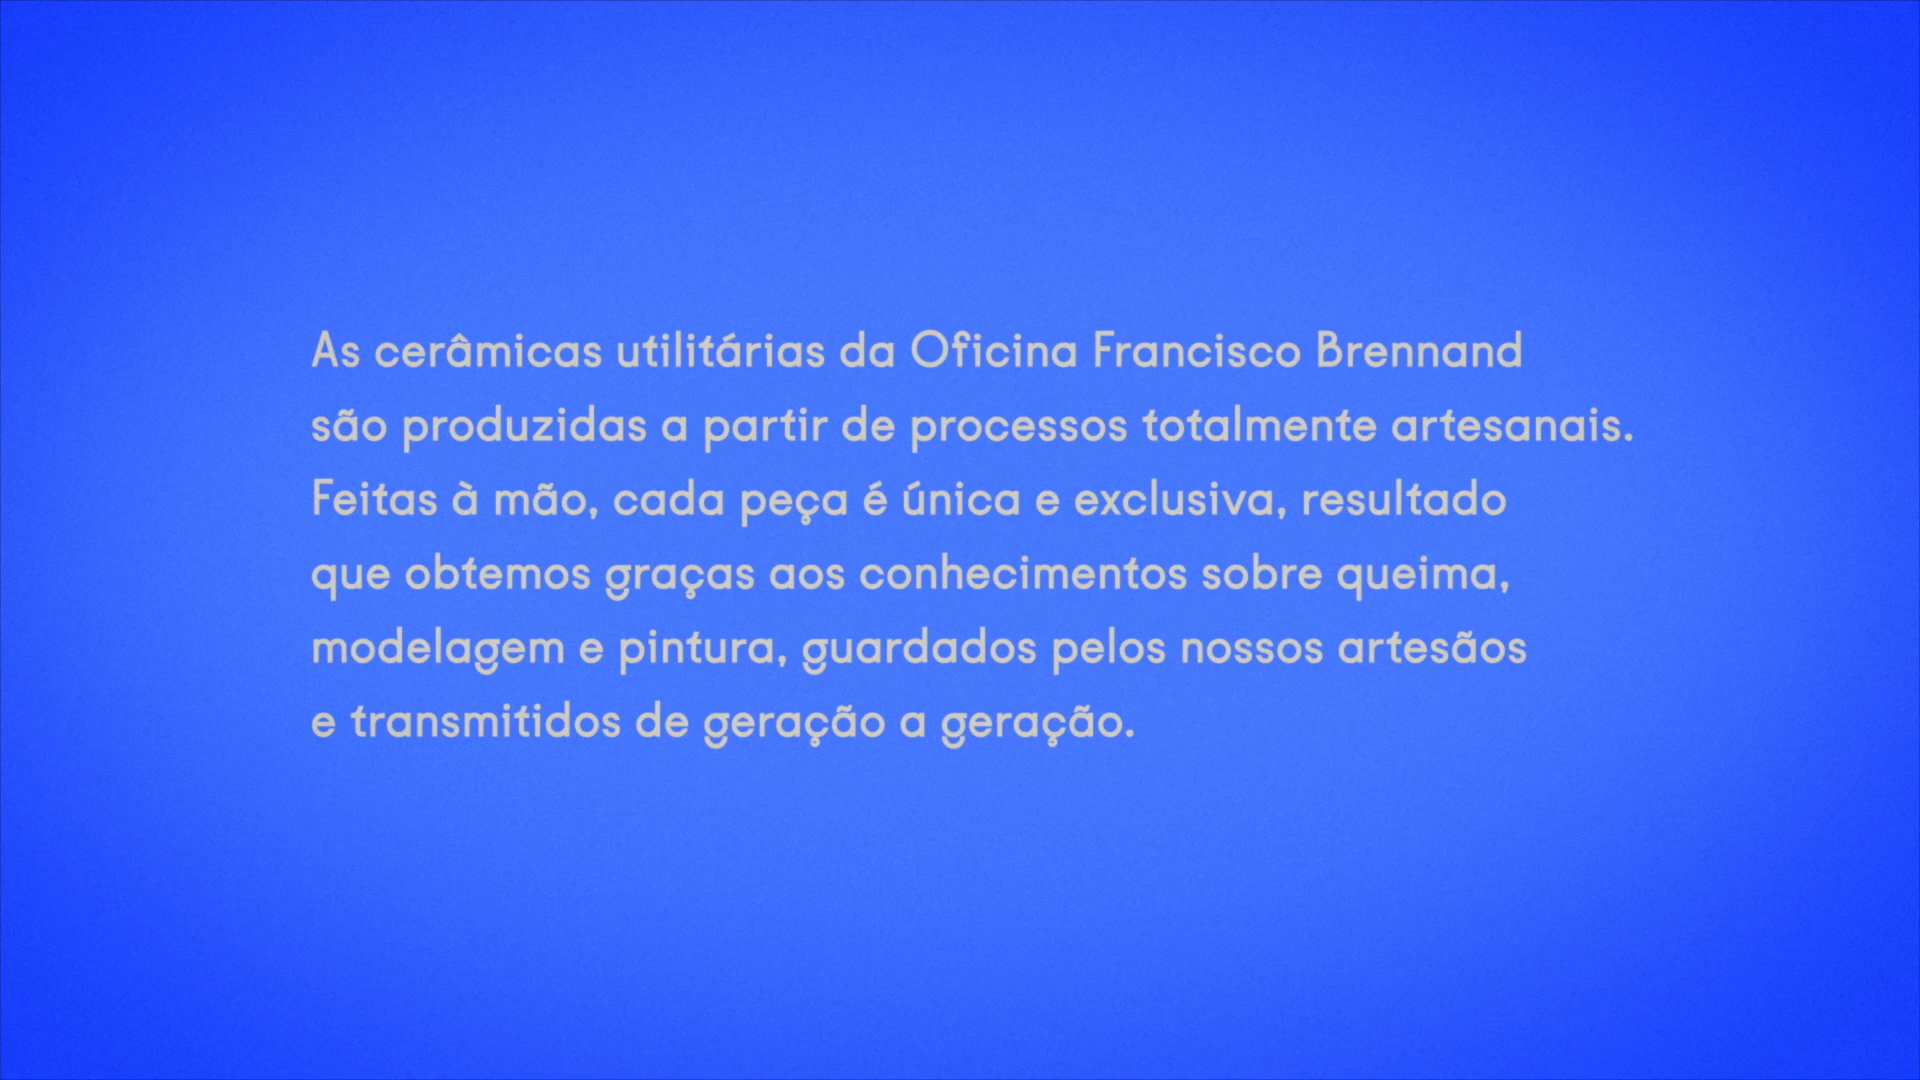 As cerâmicas utilitárias da Oficina Francisco Brennand
são produzidas a partir de processos totalmente artesanais.
Feitas à mão, cada peça é única e exclusiva, resultado
que obtemos graças aos conhecimentos sobre queima,
modelagem e pintura, guardados pelos nossos artesãos
e transmitidos de geração a geração.